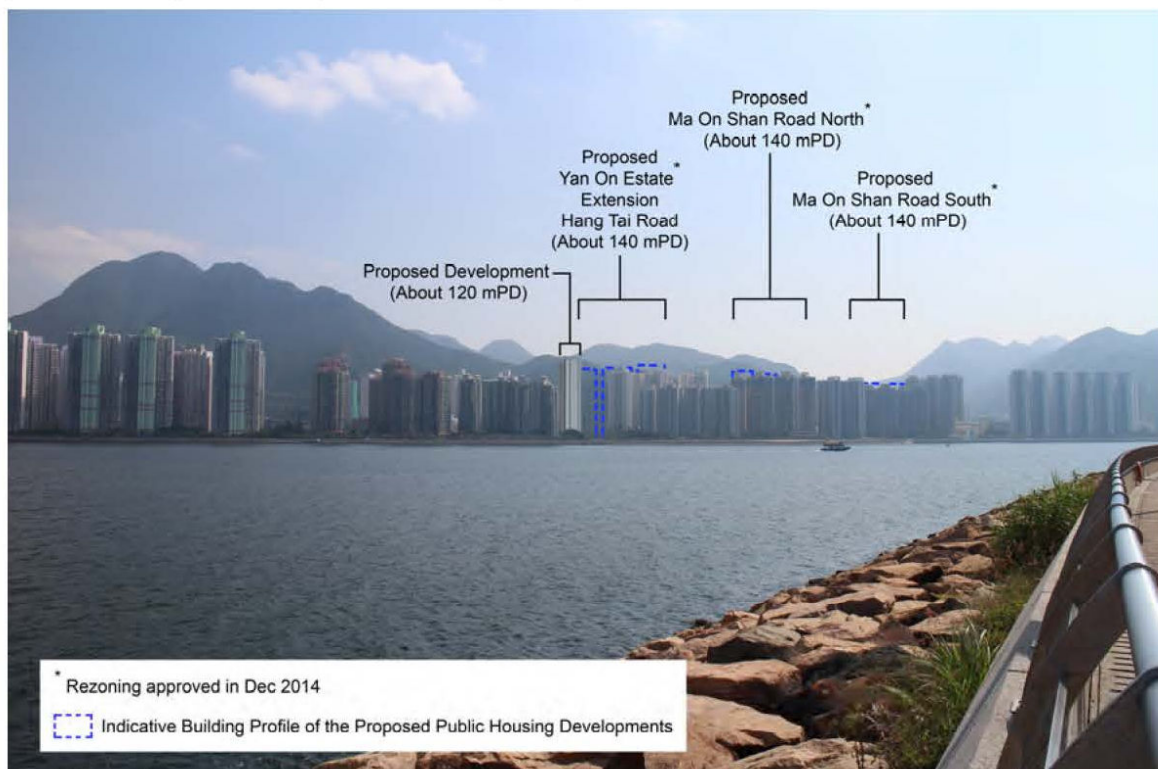 Proposed
Ma On Shan Road North*
(About 140 mPD)
Proposed
Yan On Estate*
Extension
Hang Tai Road
(About 140 mPD)
Proposed
Ma On Shan Road South*
(About 140 mPD)
Proposed Development
(About 120 mPD)
* Rezoning approved in Dec 2014
Indicative Building Profile of the Proposed Public Housing Developments